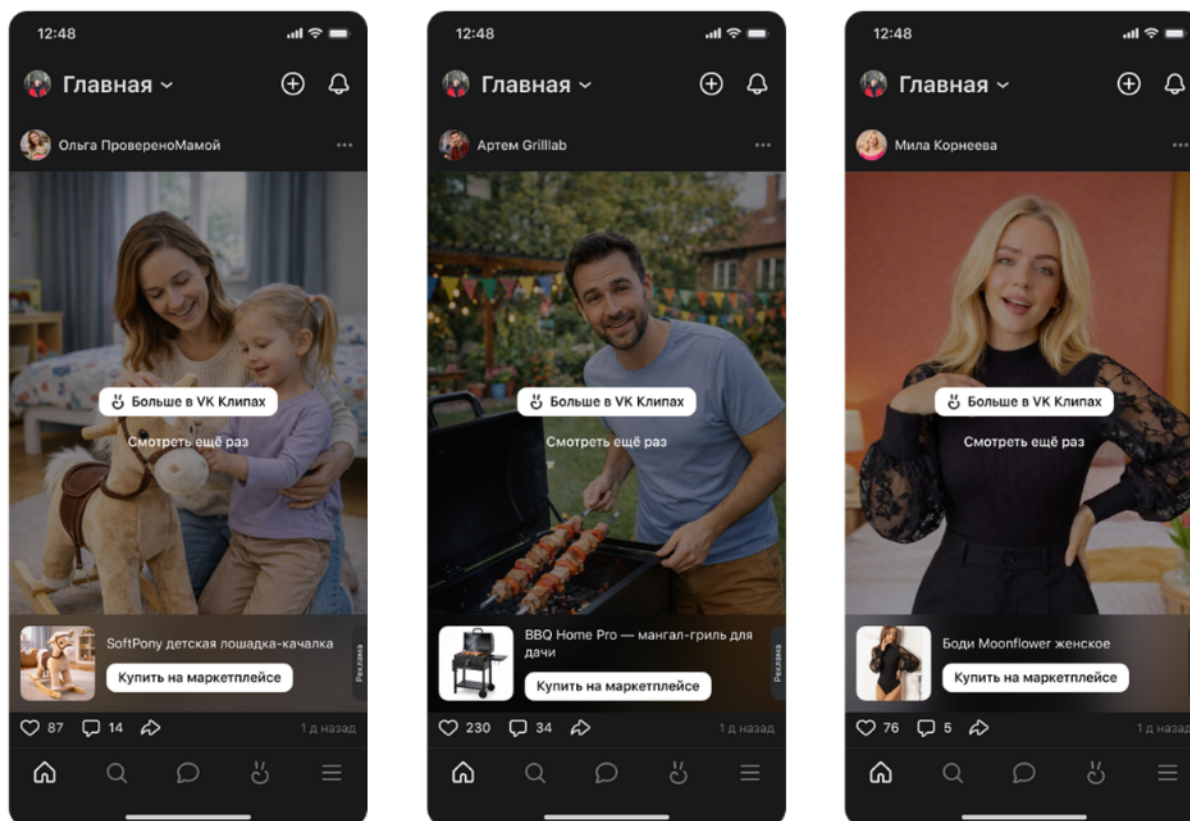 12:48
Главная
Ольга ПровереноМамой
Больше в VK Клипах
Смотреть ещё раз
SoftPony детская лошадка-качалка
Купить на маркетплейсе
Реклама
87
14
1 д назад
12:48
Главная
Артем Grilllab
Больше в VK Клипах
Смотреть ещё раз
BBQ Home Pro — мангал-гриль для
дачи
Купить на маркетплейсе
Реклама
230
34
1 д назад
12:48
Главная
Мила Корнеева
Больше в VK Клипах
Смотреть ещё раз
Боди Moonflower женское
Купить на маркетплейсе
76
5
1 д назад